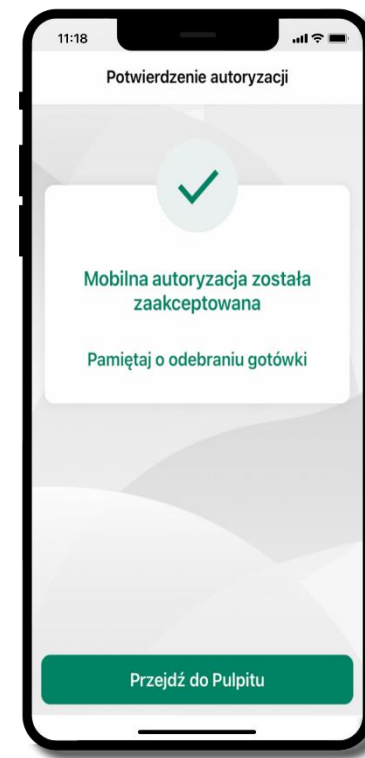 11:18
Potwierdzenie autoryzacji
Mobilna autoryzacja została
zaakceptowana
Pamiętaj o odebraniu gotówki
Przejdź do Pulpitu